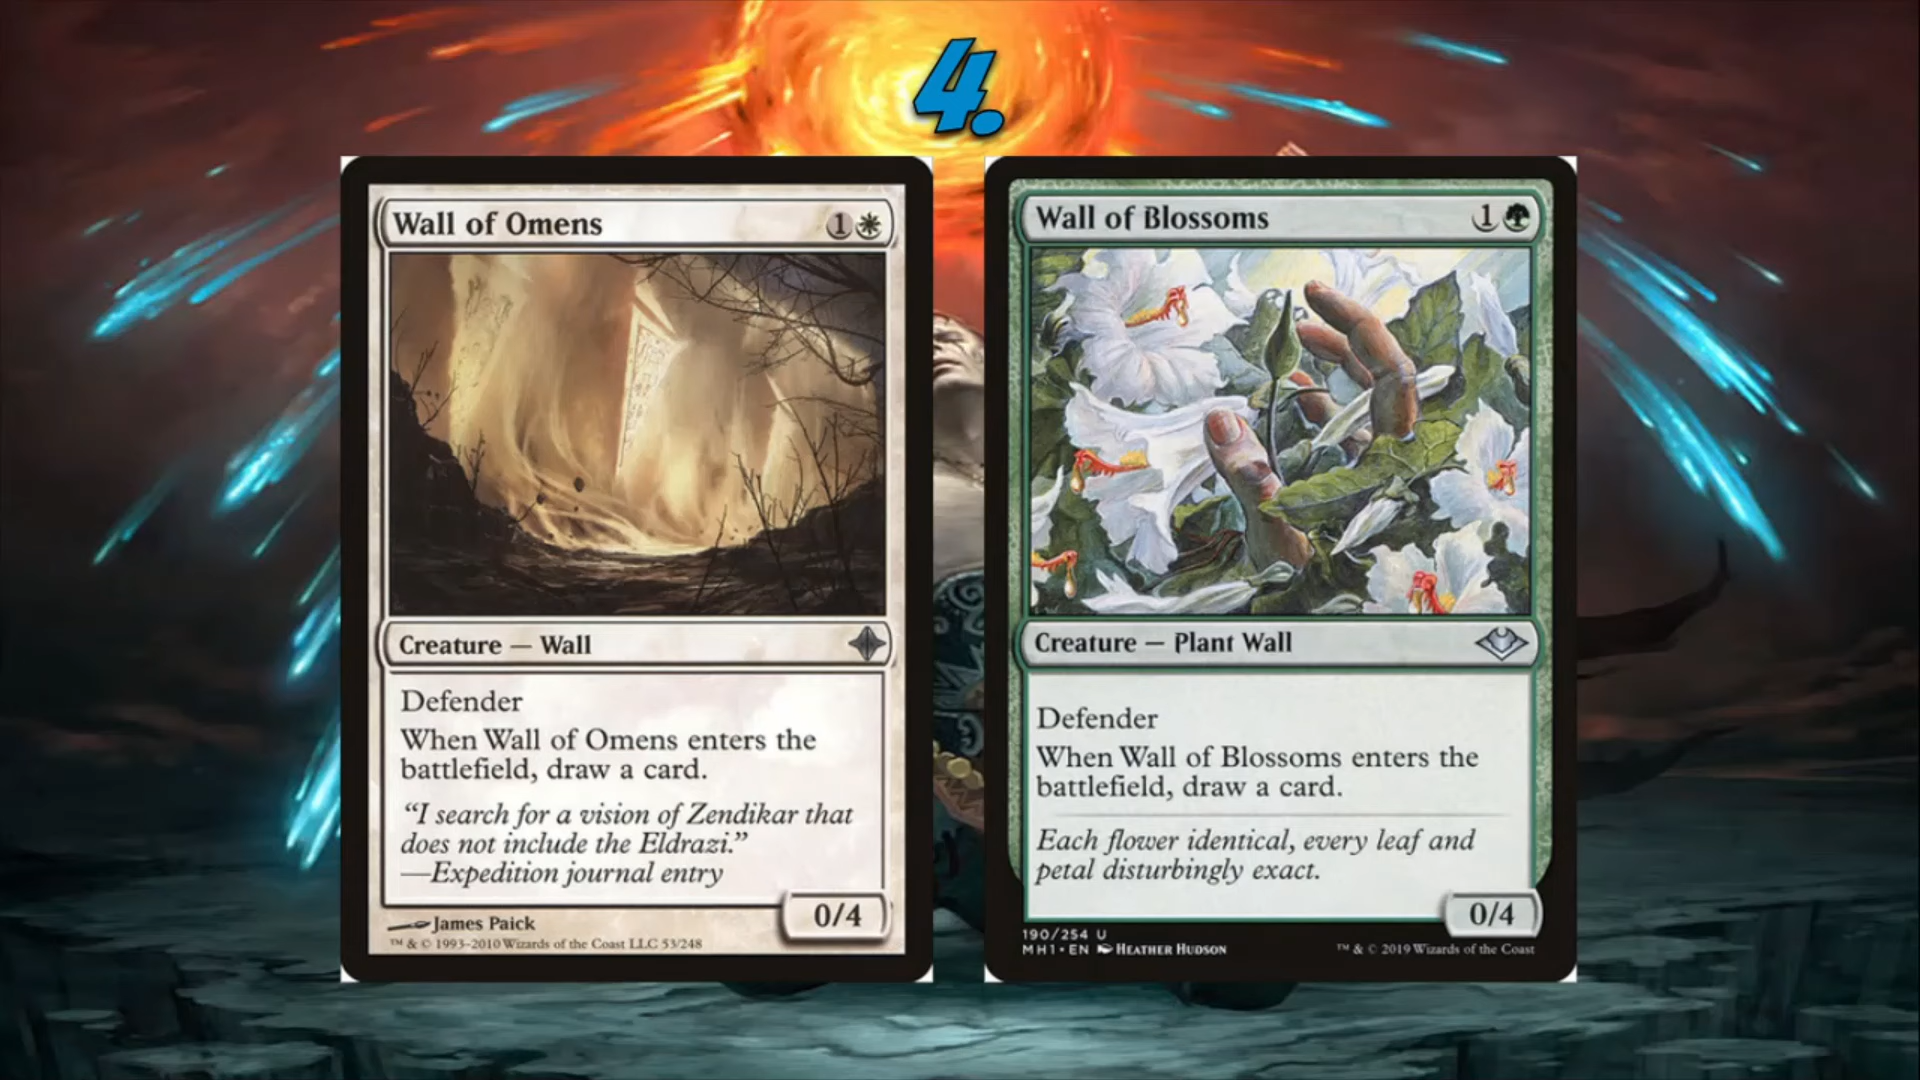 4.
Wall of Omens 1
Creature — Wall
Defender
When Wall of Omens enters the
battlefield, draw a card.
“I search for a vision of Zendikar that
does not include the Eldrazi.”
—Expedition journal entry
0/4
James Paick
™ & © 1993–2010 Wizards of the Coast LLC 53/248
Wall of Blossoms 1
Creature — Plant Wall
Defender
When Wall of Blossoms enters the
battlefield, draw a card.
Each flower identical, every leaf and
petal disturbingly exact.
0/4
190/254 U
MH1 • EN Heather Hudson
™ & © 2019 Wizards of the Coast